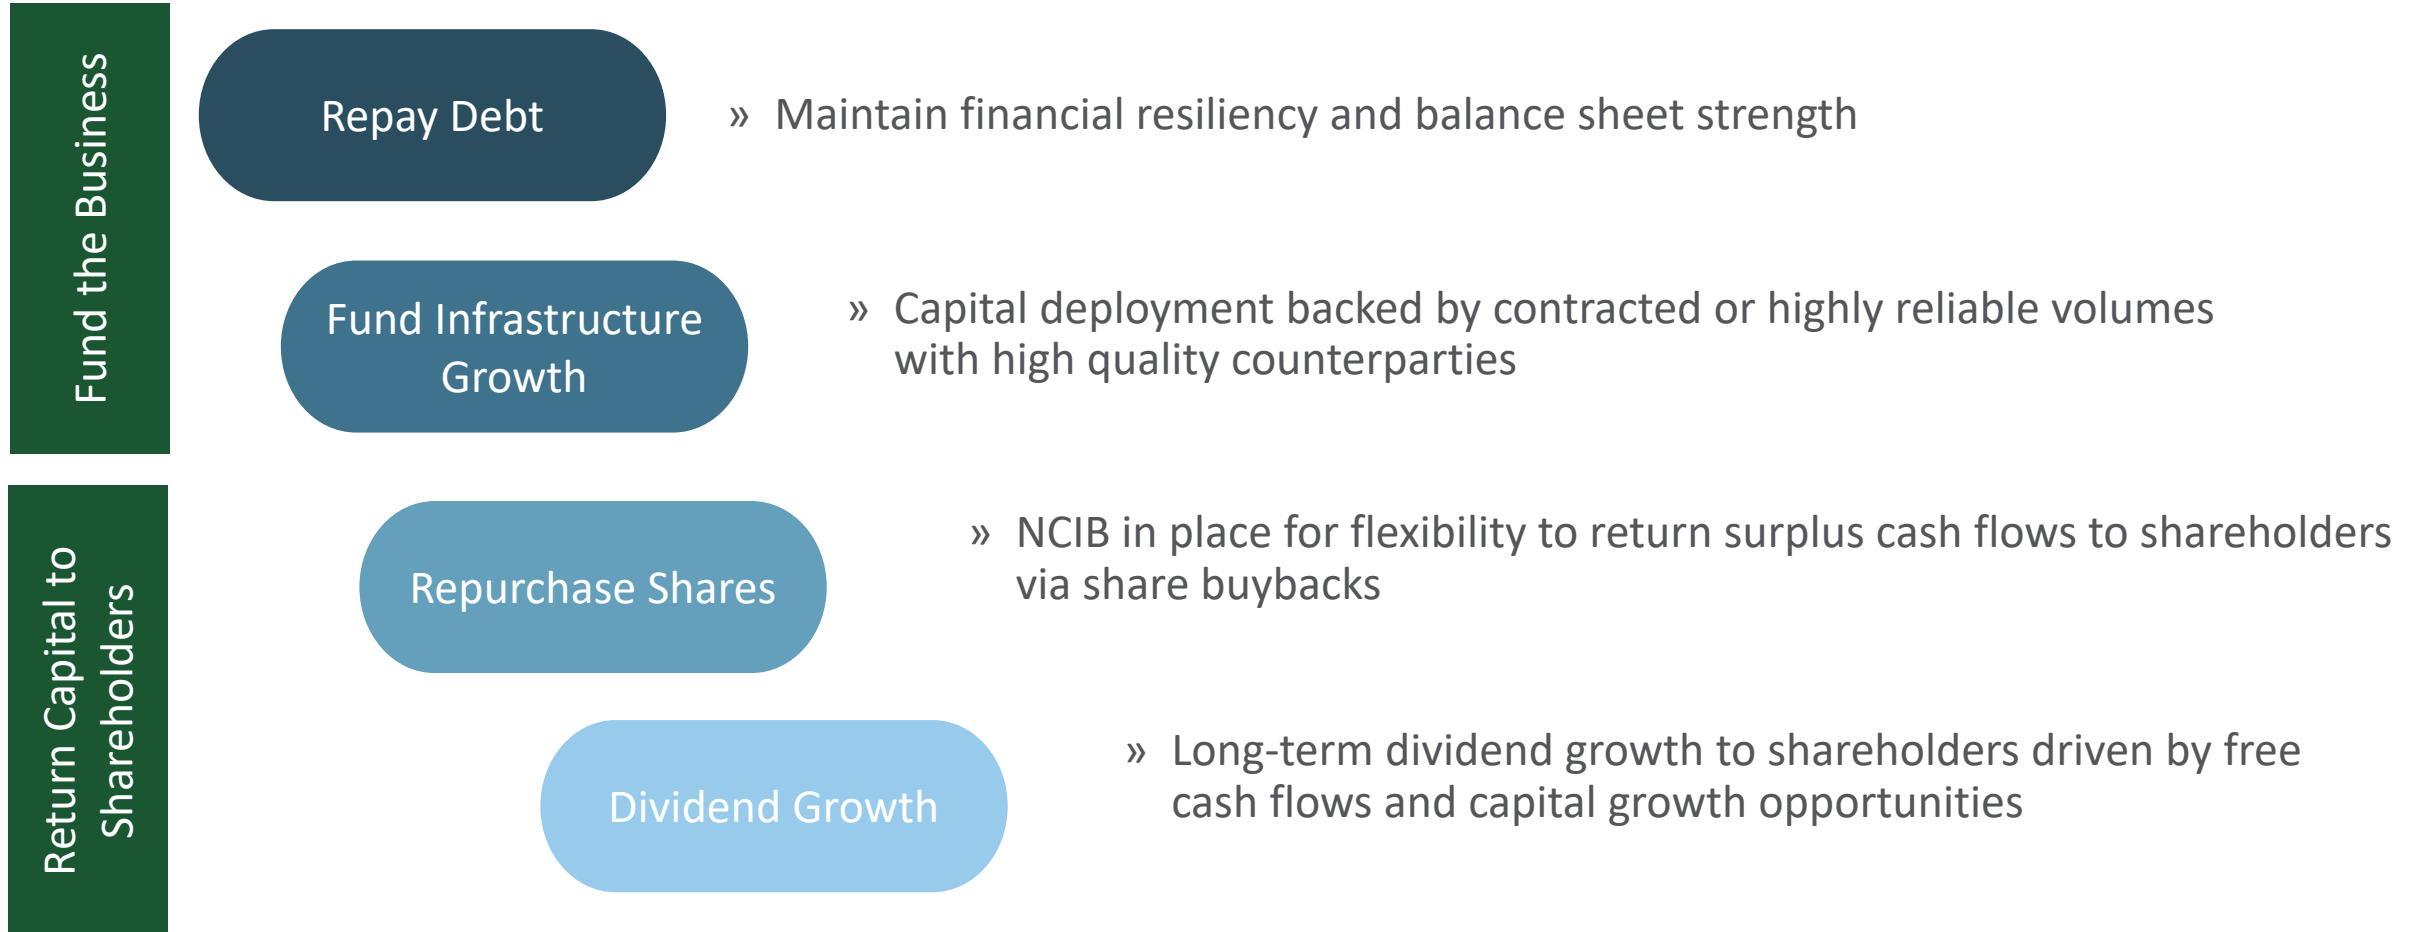 Fund the Business
Repay Debt
» Maintain financial resiliency and balance sheet strength
Fund Infrastructure
Growth
» Capital deployment backed by contracted or highly reliable volumes
with high quality counterparties
Return Capital to
Shareholders
Repurchase Shares
» NCIB in place for flexibility to return surplus cash flows to shareholders
via share buybacks
Dividend Growth
» Long-term dividend growth to shareholders driven by free
cash flows and capital growth opportunities